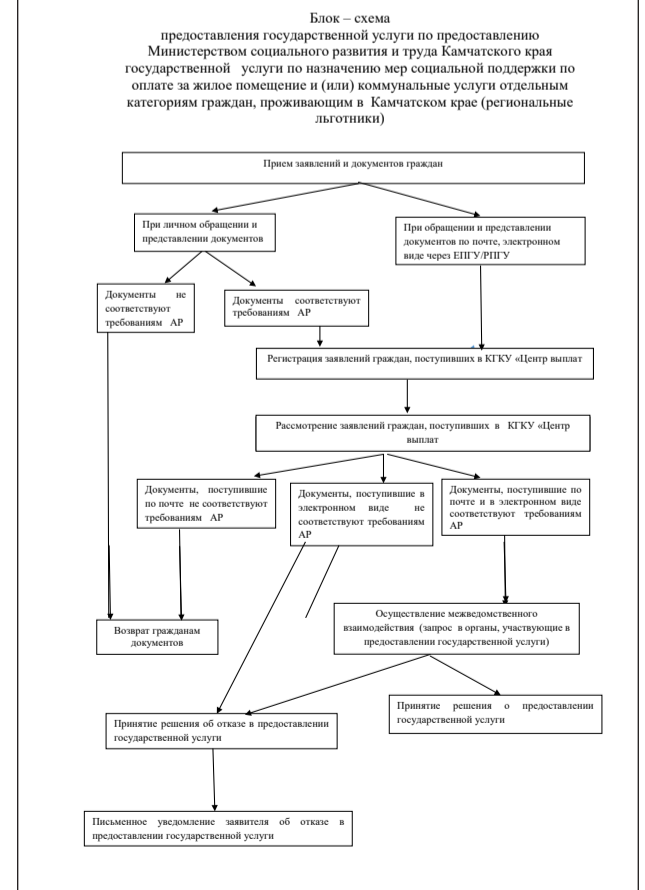 Блок – схема
предоставления государственной услуги по предоставлению
Министерством социального развития и труда Камчатского края
государственной услуги по назначению мер социальной поддержки по
оплате за жилое помещение и (или) коммунальные услуги отдельным
категориям граждан, проживающим в Камчатском крае (региональные
льготники)
Прием заявлений и документов граждан
При личном обращении и
представлении документов
При обращении и представлении
документов по почте, электронном
виде через ЕПГУ/РПГУ
Документы не
соответствуют
требованиям АР
Документы соответствуют
требованиям АР
Регистрация заявлений граждан, поступивших в КГКУ «Центр выплат
Рассмотрение заявлений граждан, поступивших в КГКУ «Центр
выплат
Документы, поступившие
по почте не соответствуют
требованиям АР
Документы, поступившие в
электронном виде не
соответствуют требованиям
АР
Документы, поступившие по
почте и в электронном виде
соответствуют требованиям
АР
Возврат гражданам
документов
Осуществление межведомственного
взаимодействия (запрос в органы, участвующие в
предоставлении государственной услуги)
Принятие решения об отказе в предоставлении
государственной услуги
Принятие решения о предоставлении
государственной услуги
Письменное уведомление заявителя об отказе в
предоставлении государственной услуги